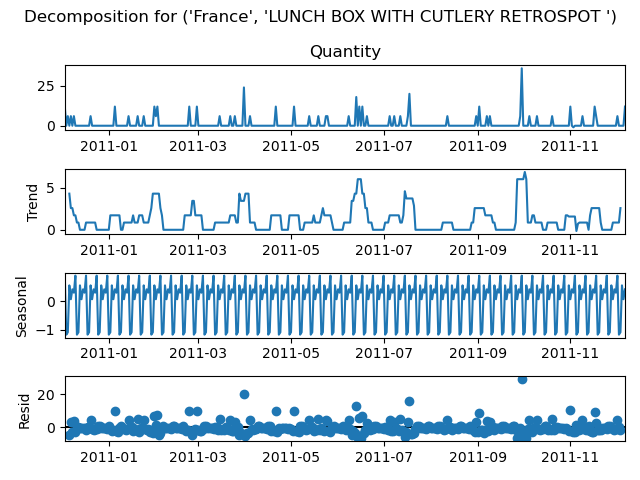 Decomposition for ('France', 'LUNCH BOX WITH CUTLERY RETROSPOT ')
Quantity
25
0
2011-01 2011-03 2011-05 2011-07 2011-09 2011-11
Trend
5
0
2011-01 2011-03 2011-05 2011-07 2011-09 2011-11
Seasonal
0
−1
2011-01 2011-03 2011-05 2011-07 2011-09 2011-11
Resid
20
0
2011-01 2011-03 2011-05 2011-07 2011-09 2011-11